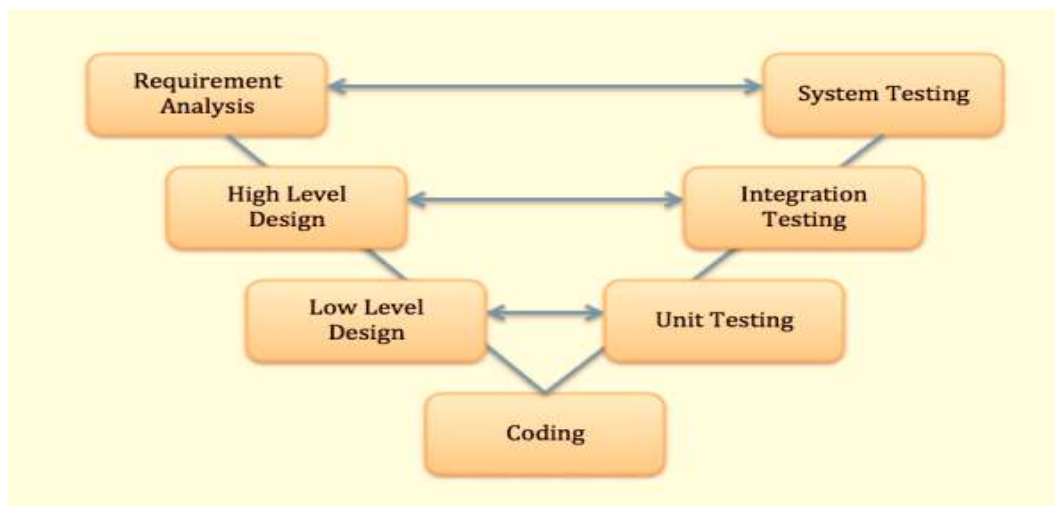 Requirement
Analysis
System Testing
High Level
Design
Integration
Testing
Low Level
Design
Unit Testing
Coding